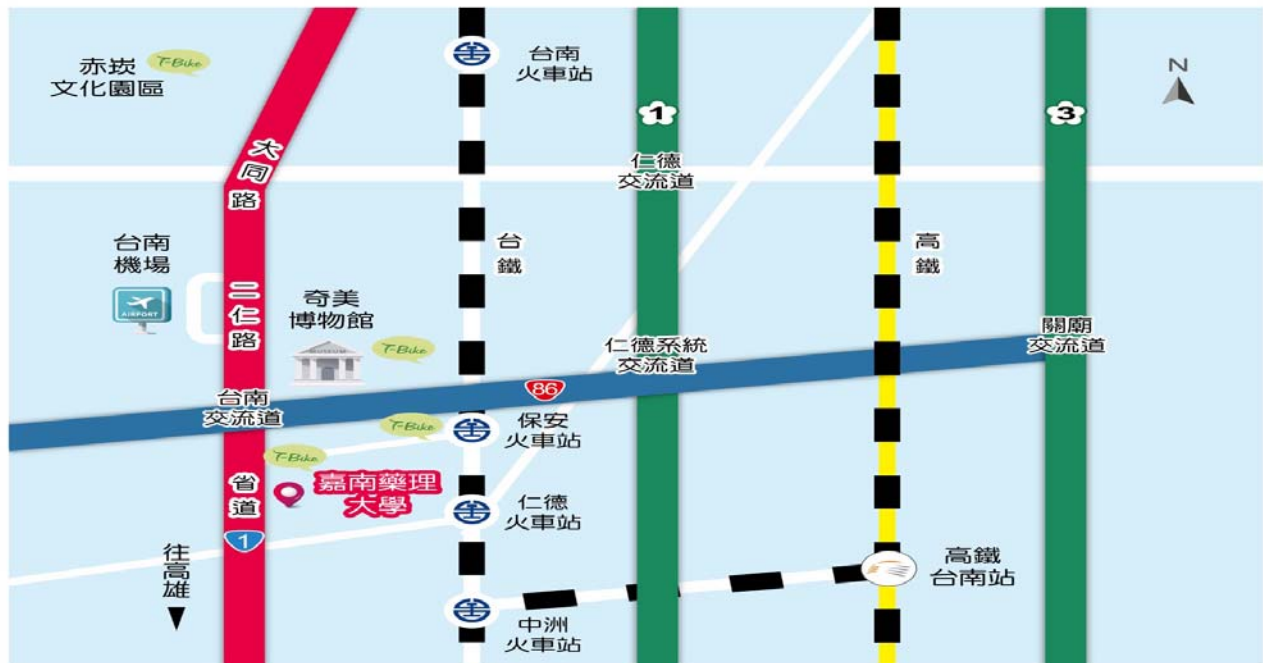 台南
火車站
T-Bike
赤崁
文化園區
N
1
3
大同路
仁德
交流道
台南
機場
AIRPORT
二仁路
奇美
博物館
MUSEUM
T-Bike
台鐵
高鐵
仁德系統
交流道
關廟
交流道
86
台南
交流道
T-Bike
保安
火車站
T-Bike
嘉南藥理
大學
省道
1
仁德
火車站
往高雄
高鐵
台南站
中洲
火車站